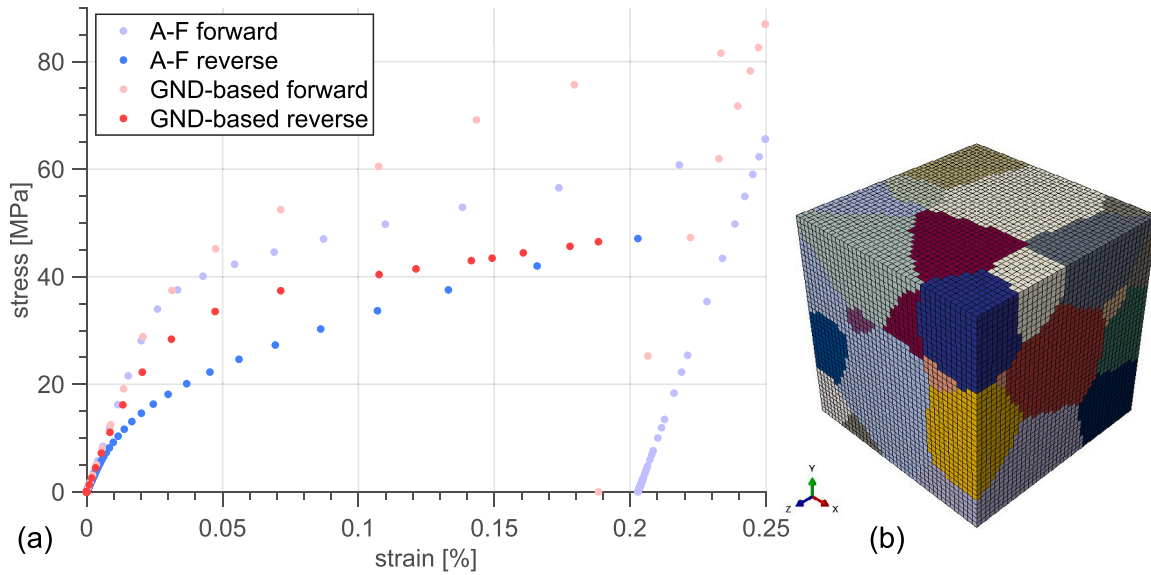 A-F forward
A-F reverse
GND-based forward
GND-based reverse
80
60
40
20
0
stress [MPa]
0
0.05
0.1
0.15
0.2
0.25
strain [%]
(a)
Y
Z
X
(b)